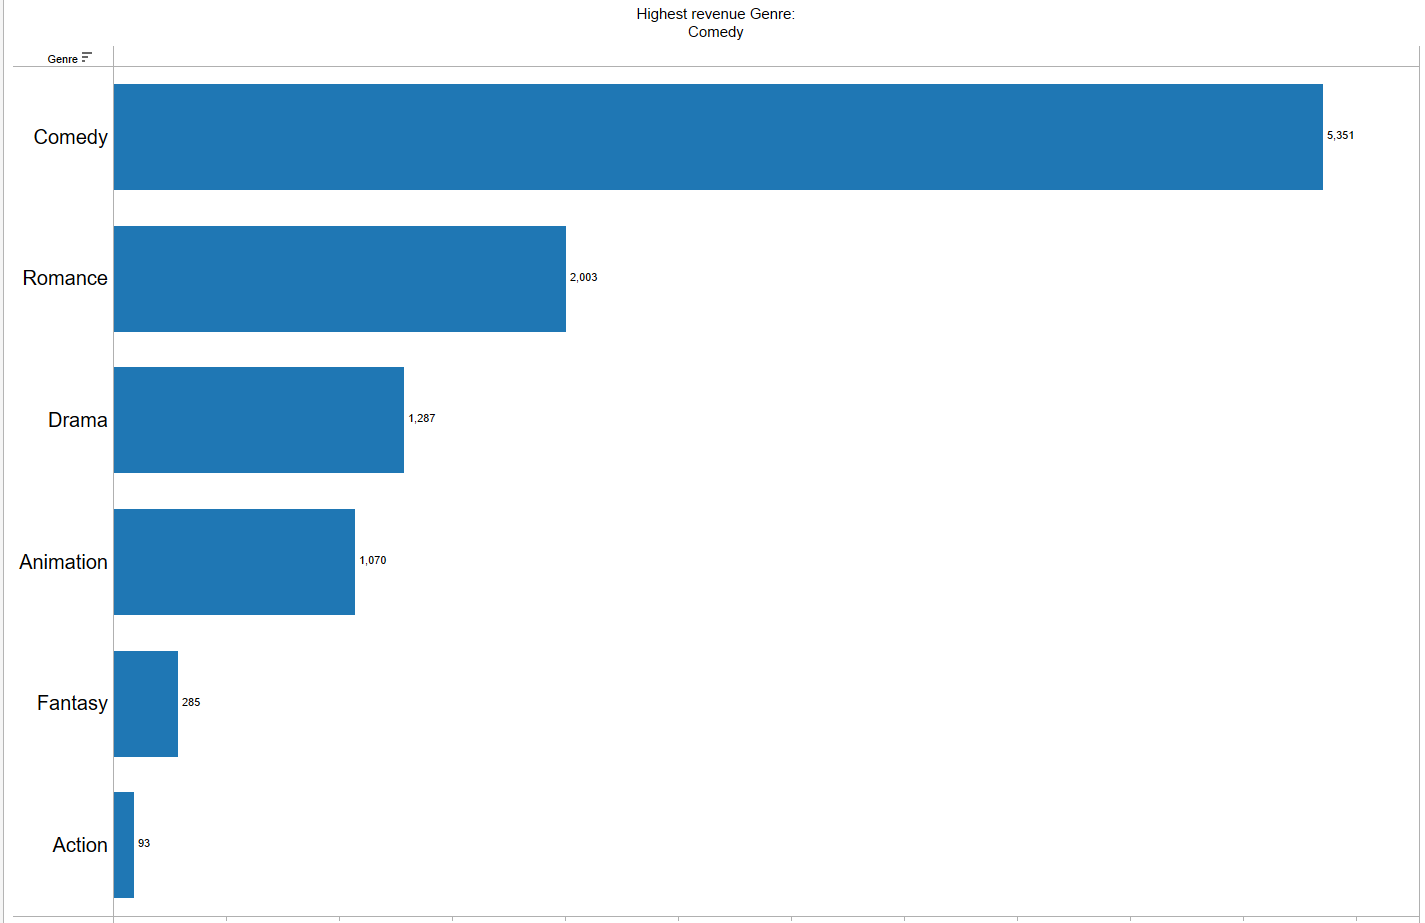 Highest revenue Genre:
Comedy
Genre
Comedy
5,351
Romance
2,003
Drama
1,287
Animation
1,070
Fantasy
285
Action
93